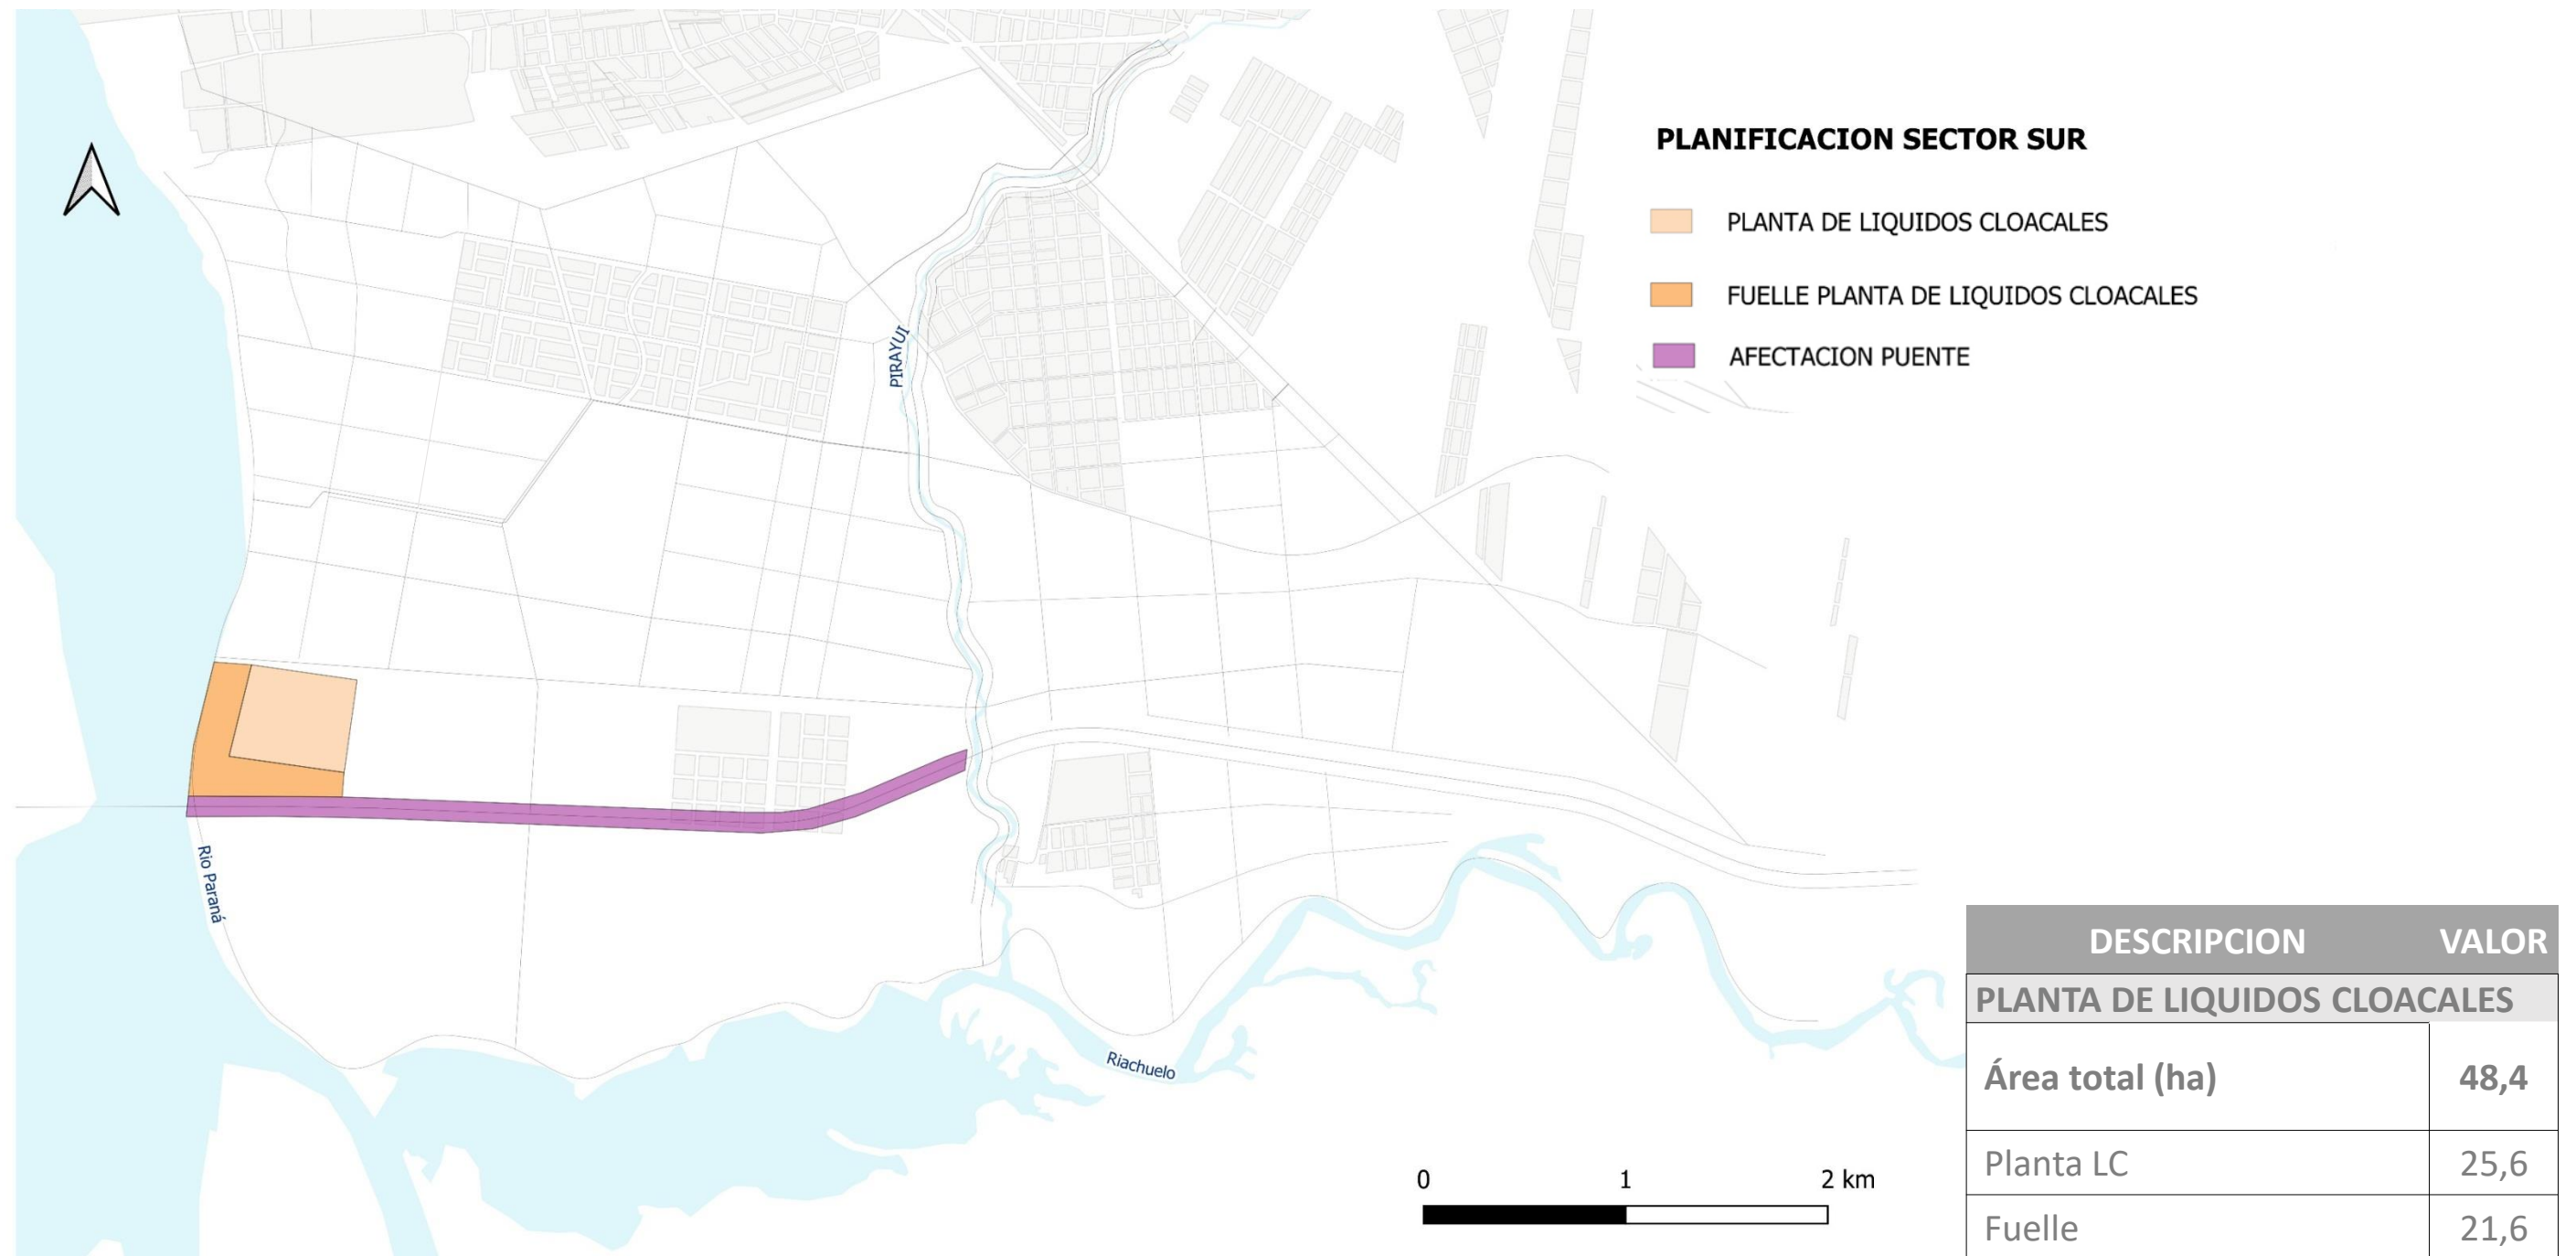 PLANIFICACION SECTOR SUR
PLANTA DE LIQUIDOS CLOACALES
FUELLE PLANTA DE LIQUIDOS CLOACALES
AFECTACION PUENTE
PIRAYUI
Rio Paraná
Riachuelo
0 1 2 km
DESCRIPCION VALOR
PLANTA DE LIQUIDOS CLOACALES
Área total (ha) 48,4
Planta LC 25,6
Fuelle 21,6